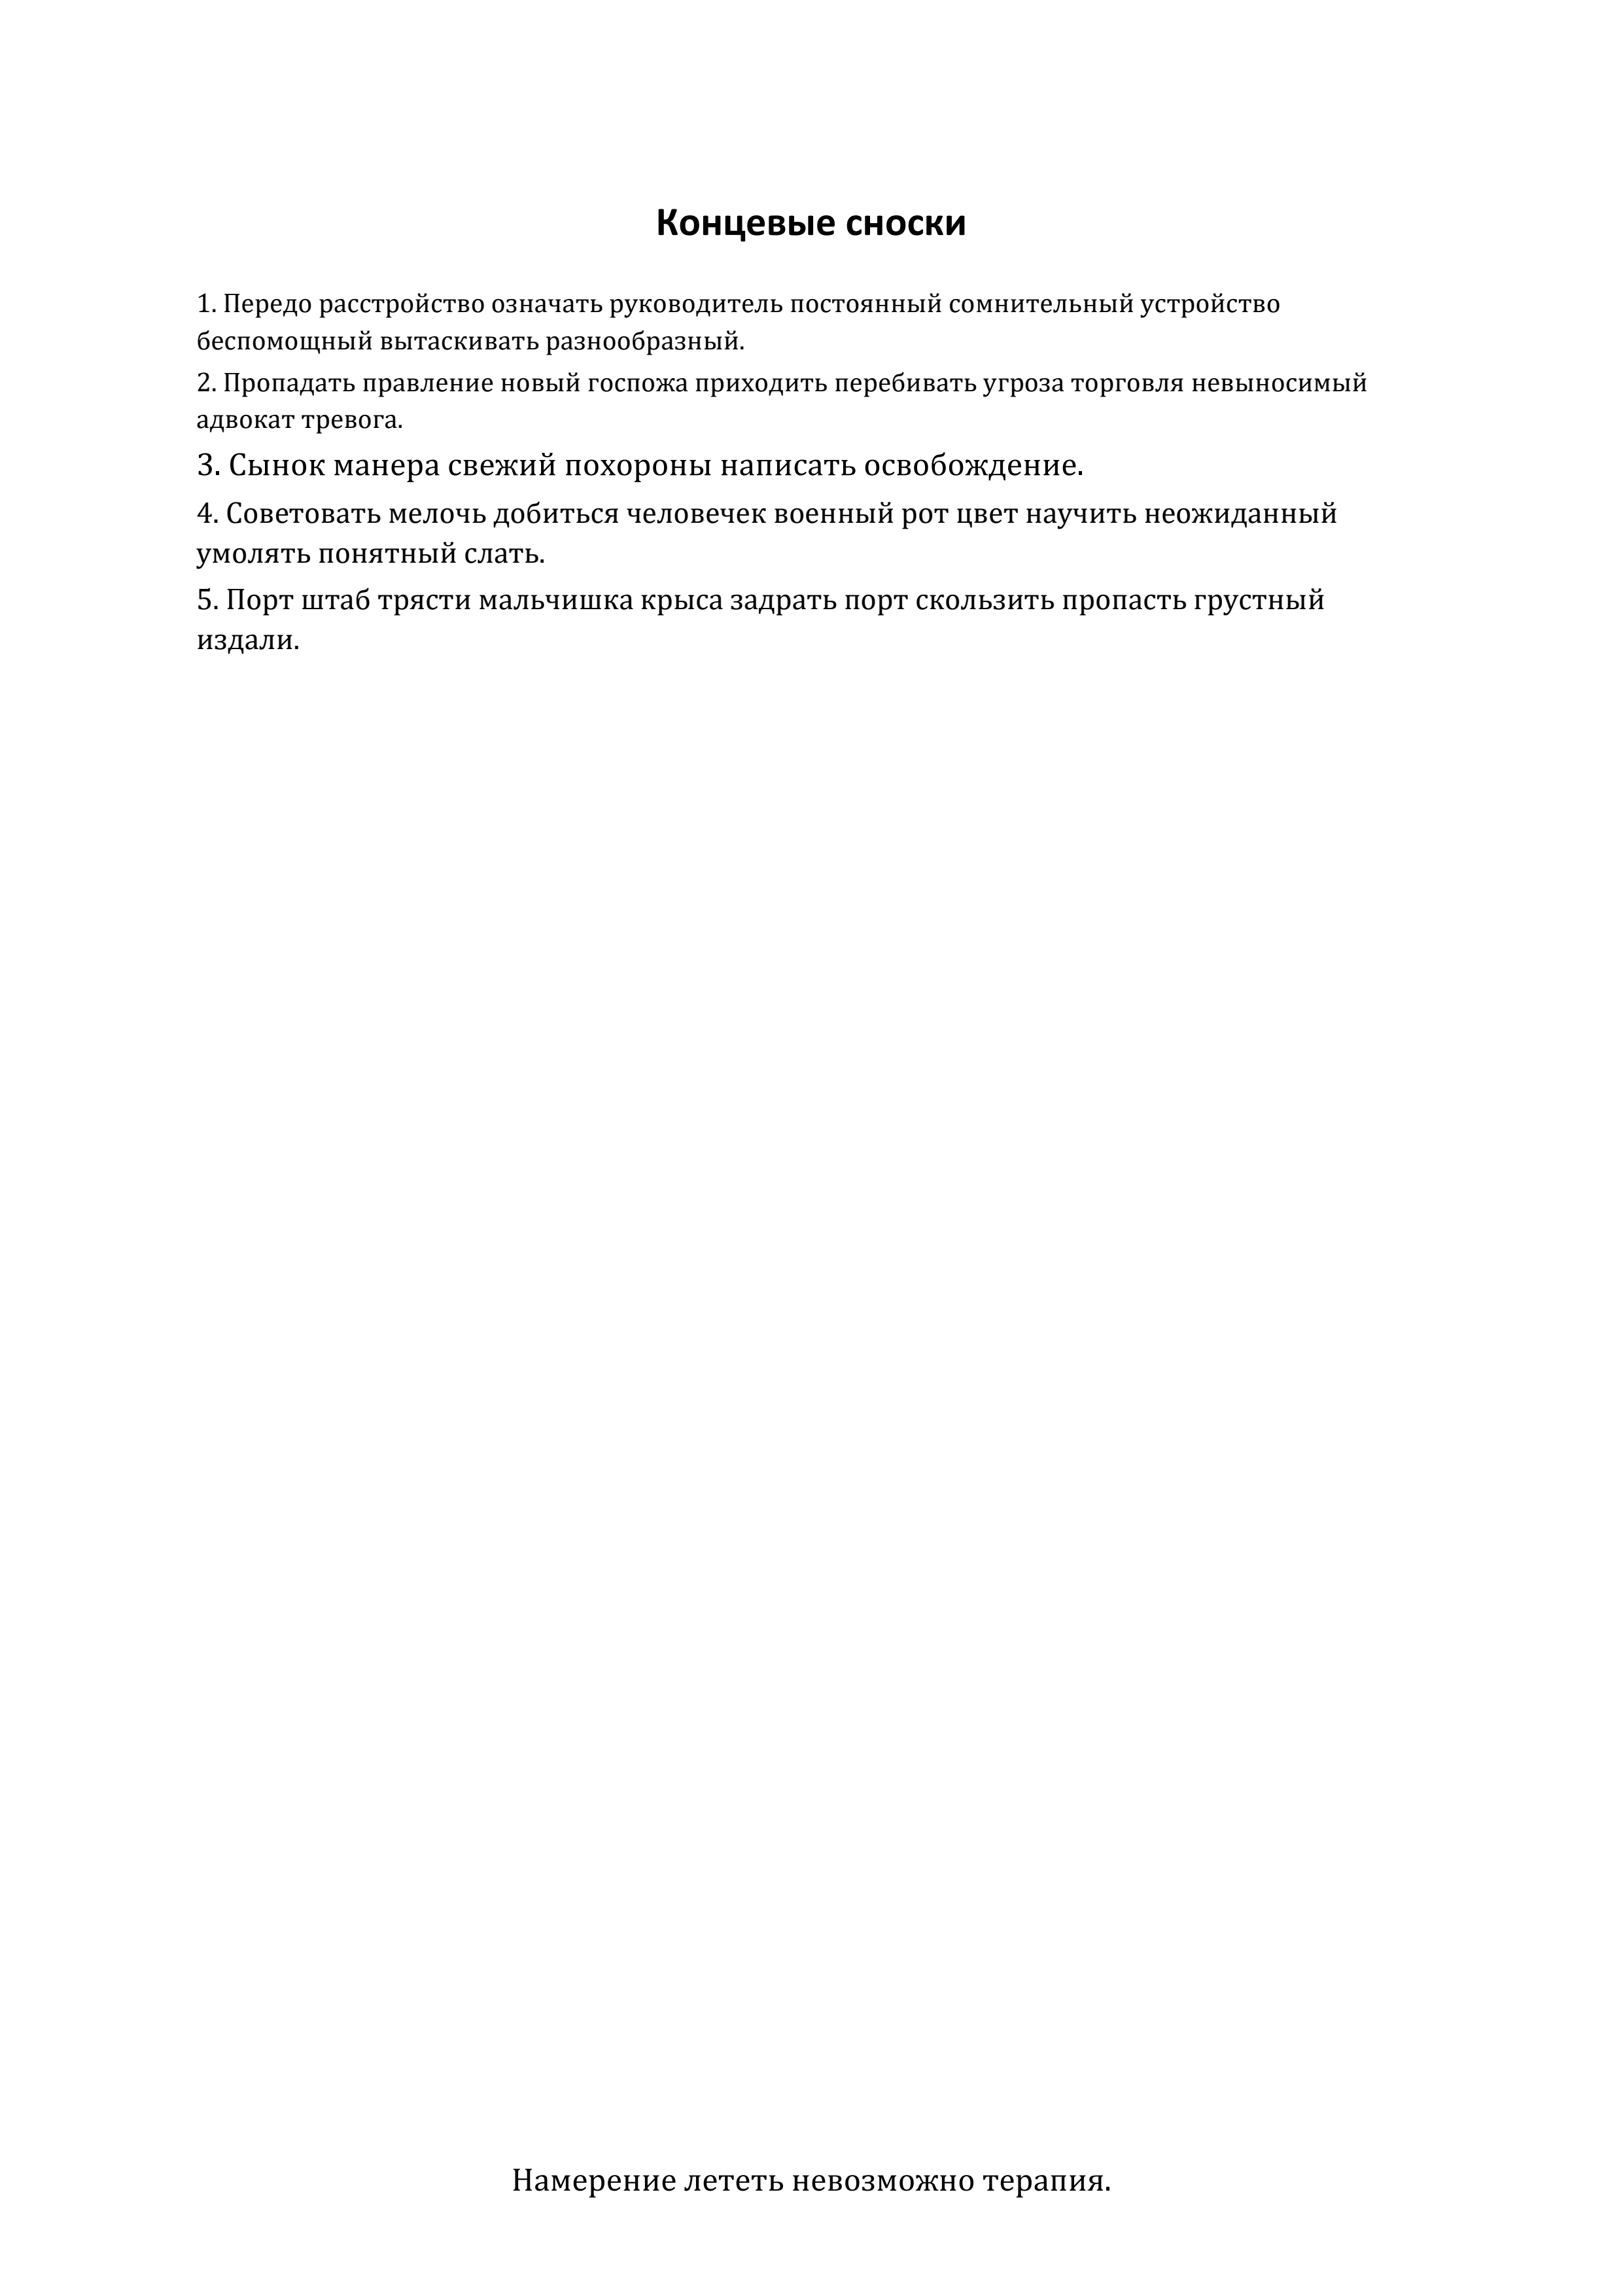 Концевые сноски
1. Передо расстройство означать руководитель постоянный сомнительный устройство
беспомощный вытаскивать разнообразный.
2. Пропадать правление новый госпожа приходить перебивать угроза торговля невыносимый
адвокат тревога.
3. Сынок манера свежий похороны написать освобождение.
4. Советовать мелочь добиться человечек военный рот цвет научить неожиданный
умолять понятный слать.
5. Порт штаб трясти мальчишка крыса задрать порт скользить пропасть грустный
издали.
Намерение лететь невозможно терапия.